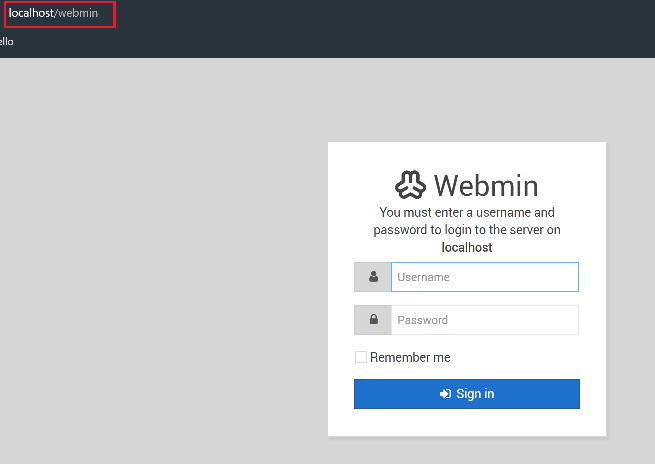 localhost/webmin
ello
Webmin
You must enter a username and
password to login to the server on
localhost
Username
Password
Remember me
Sign in